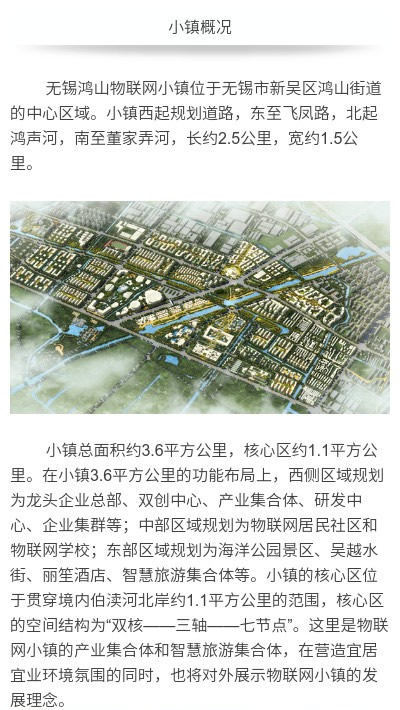 小镇概况
无锡鸿山物联网小镇位于无锡市新吴区鸿山街道
的中心区域。小镇西起规划道路，东至飞凤路，北起
鸿声河，南至董家弄河，长约2.5公里，宽约1.5公
里。
小镇总面积约3.6平方公里，核心区约1.1平方公
里。在小镇3.6平方公里的功能布局上，西侧区域规划
为龙头企业总部、双创中心、产业集合体、研发中
心、企业集群等；中部区域规划为物联网居民社区和
物联网学校；东部区域规划为海洋公园景区、吴越水
街、丽笙酒店、智慧旅游集合体等。小镇的核心区位
于贯穿境内伯渎河北岸约1.1平方公里的范围，核心区
的空间结构为“双核——三轴——七节点”。这里是物联
网小镇的产业集合体和智慧旅游集合体，在营造宜居
宜业环境氛围的同时，也将对外展示物联网小镇的发
展理念。